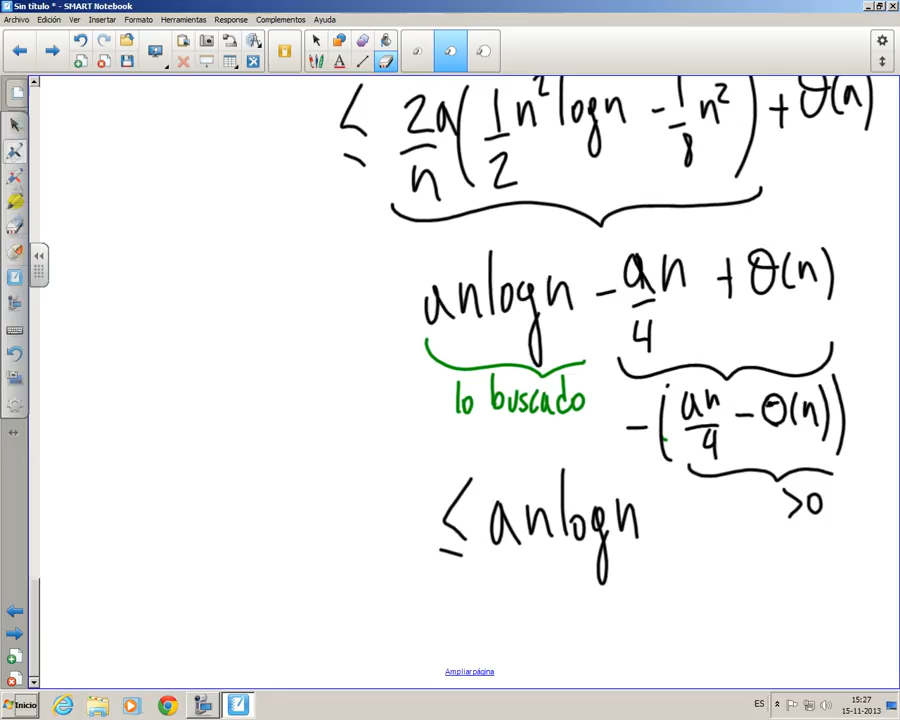 Sin título * - SMART Notebook
Archivo Edición Ver Insertar Formato Herramientas Response Complementos Ayuda
≤ 2a/n (1/2 n² log n - 1/8 n²) + Θ(n)
an log n - a/4 n + Θ(n)
lo buscado
- (an/4 - Θ(n))
>0
≤ an log n
Ampliar página
Inicio
ES
15:27
15-11-2013